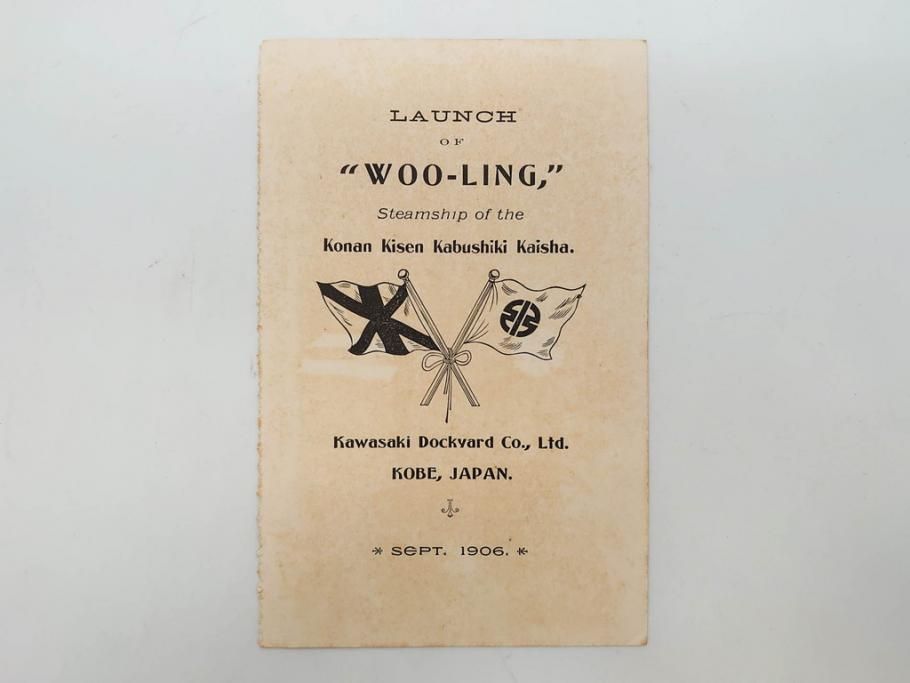 LAUNCH
OF
“WOO-LING,”
Steamship of the
Konan Kisen Kabushiki Kaisha.
Kawasaki Dockyard Co., Ltd.
KOBE, JAPAN.
SEPT. 1906.